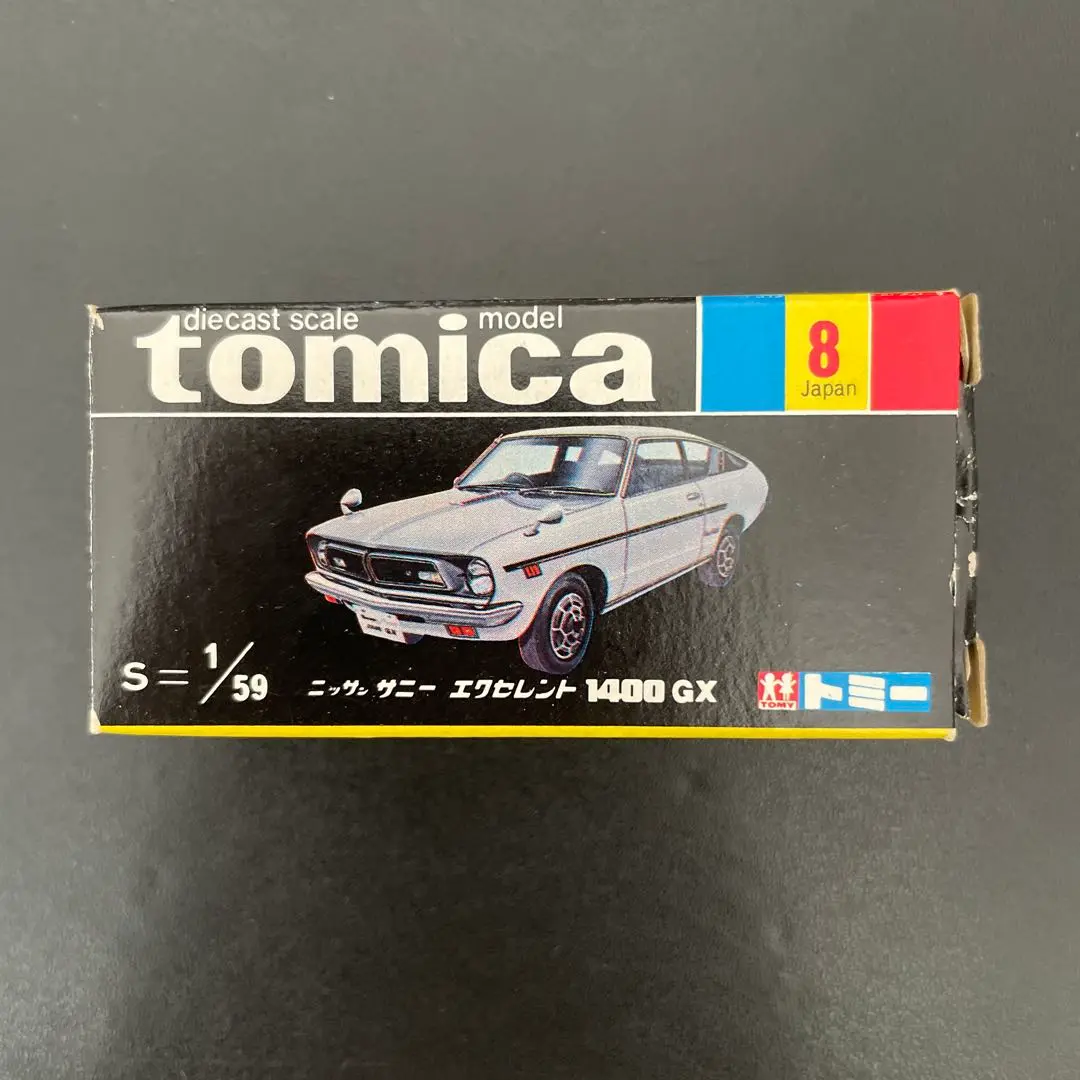 diecast scale model
tomica
8
Japan
S = 1/59
ニッサン サニー エクセレント 1400 GX
TOMY
トミー